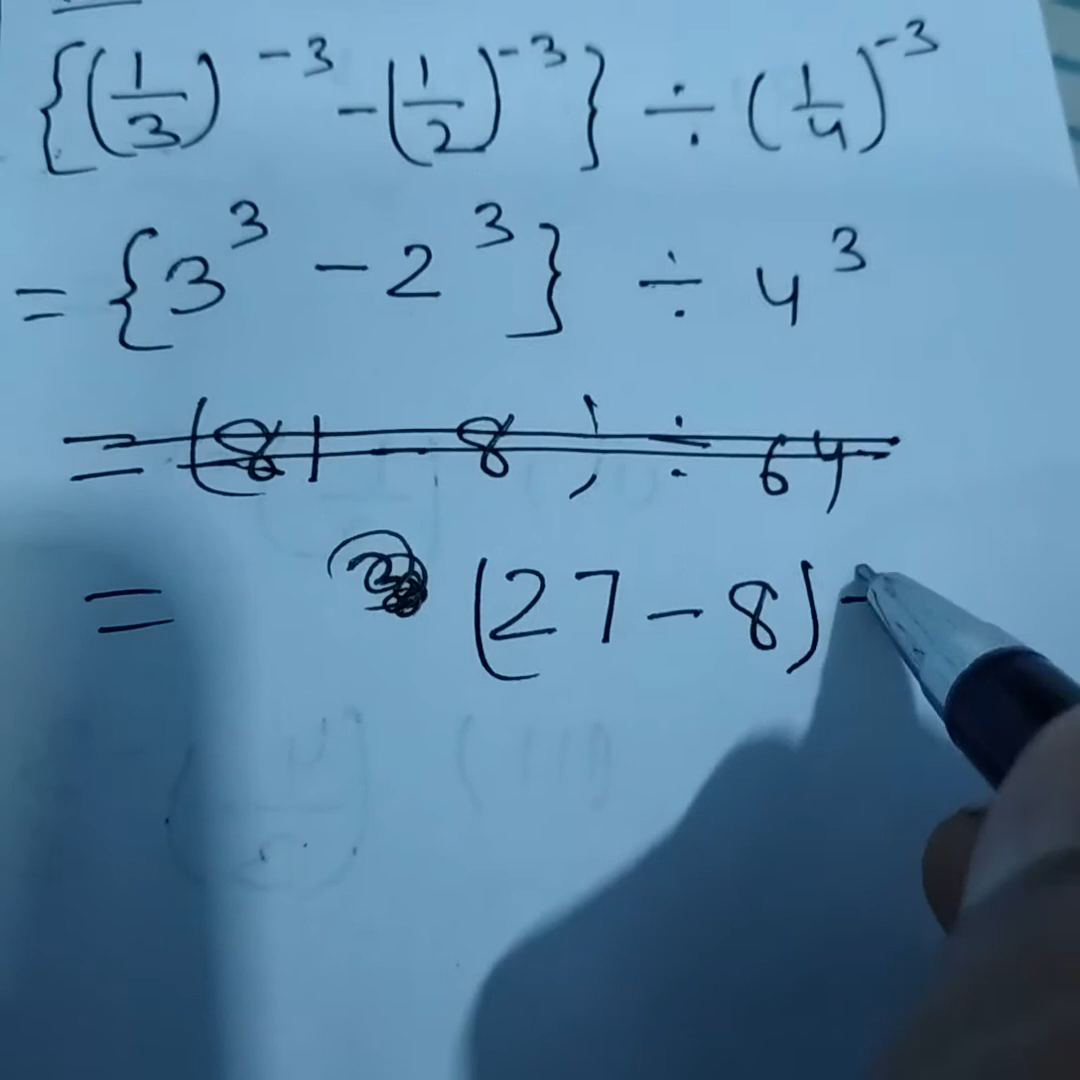 {(1/3)^-3 - (1/2)^-3} ÷ (1/4)^-3
= {3^3 - 2^3} ÷ 4^3
= (81 - 8) ÷ 64
= (27 - 8) -